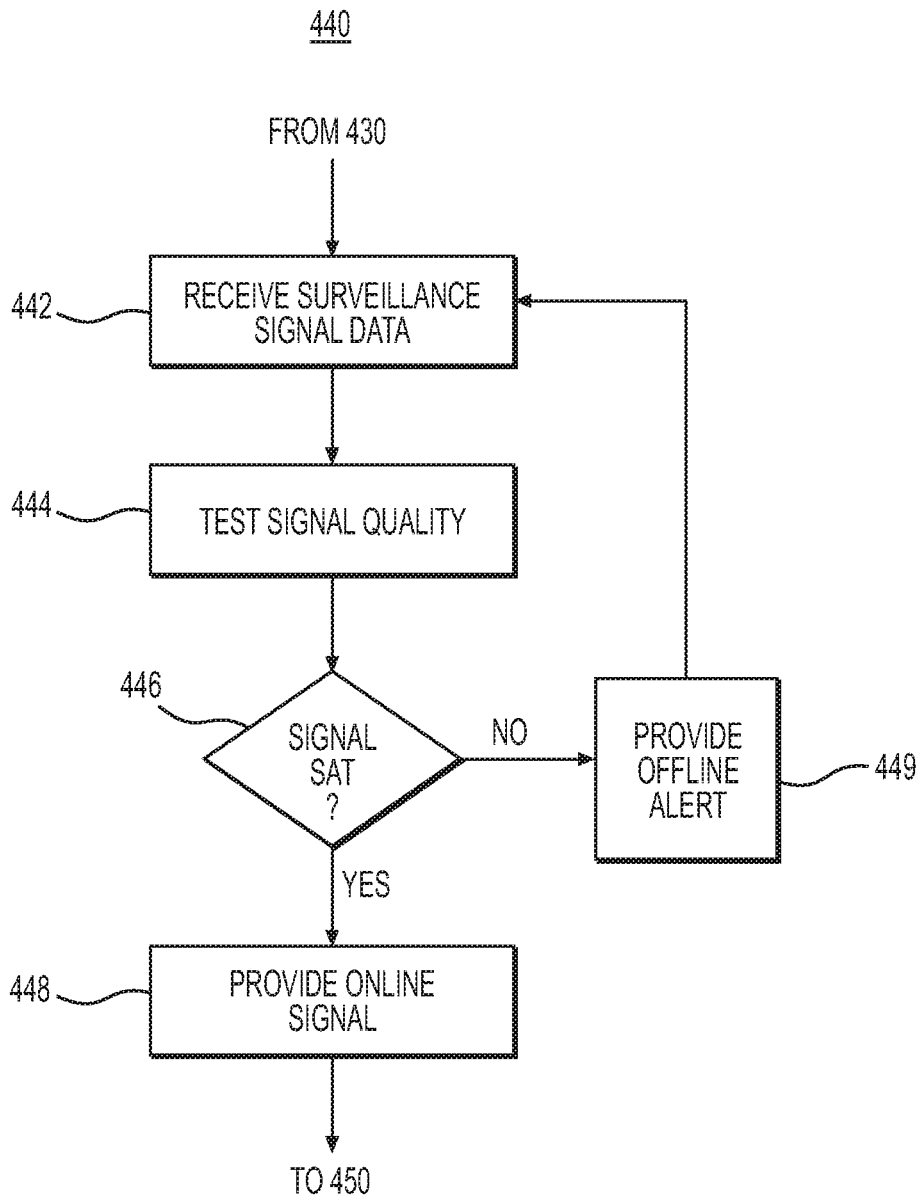 440
FROM 430
442
RECEIVE SURVEILLANCE
SIGNAL DATA
444
TEST SIGNAL QUALITY
446
SIGNAL
SAT
?
NO
PROVIDE
OFFLINE
ALERT
449
YES
448
PROVIDE ONLINE
SIGNAL
TO 450